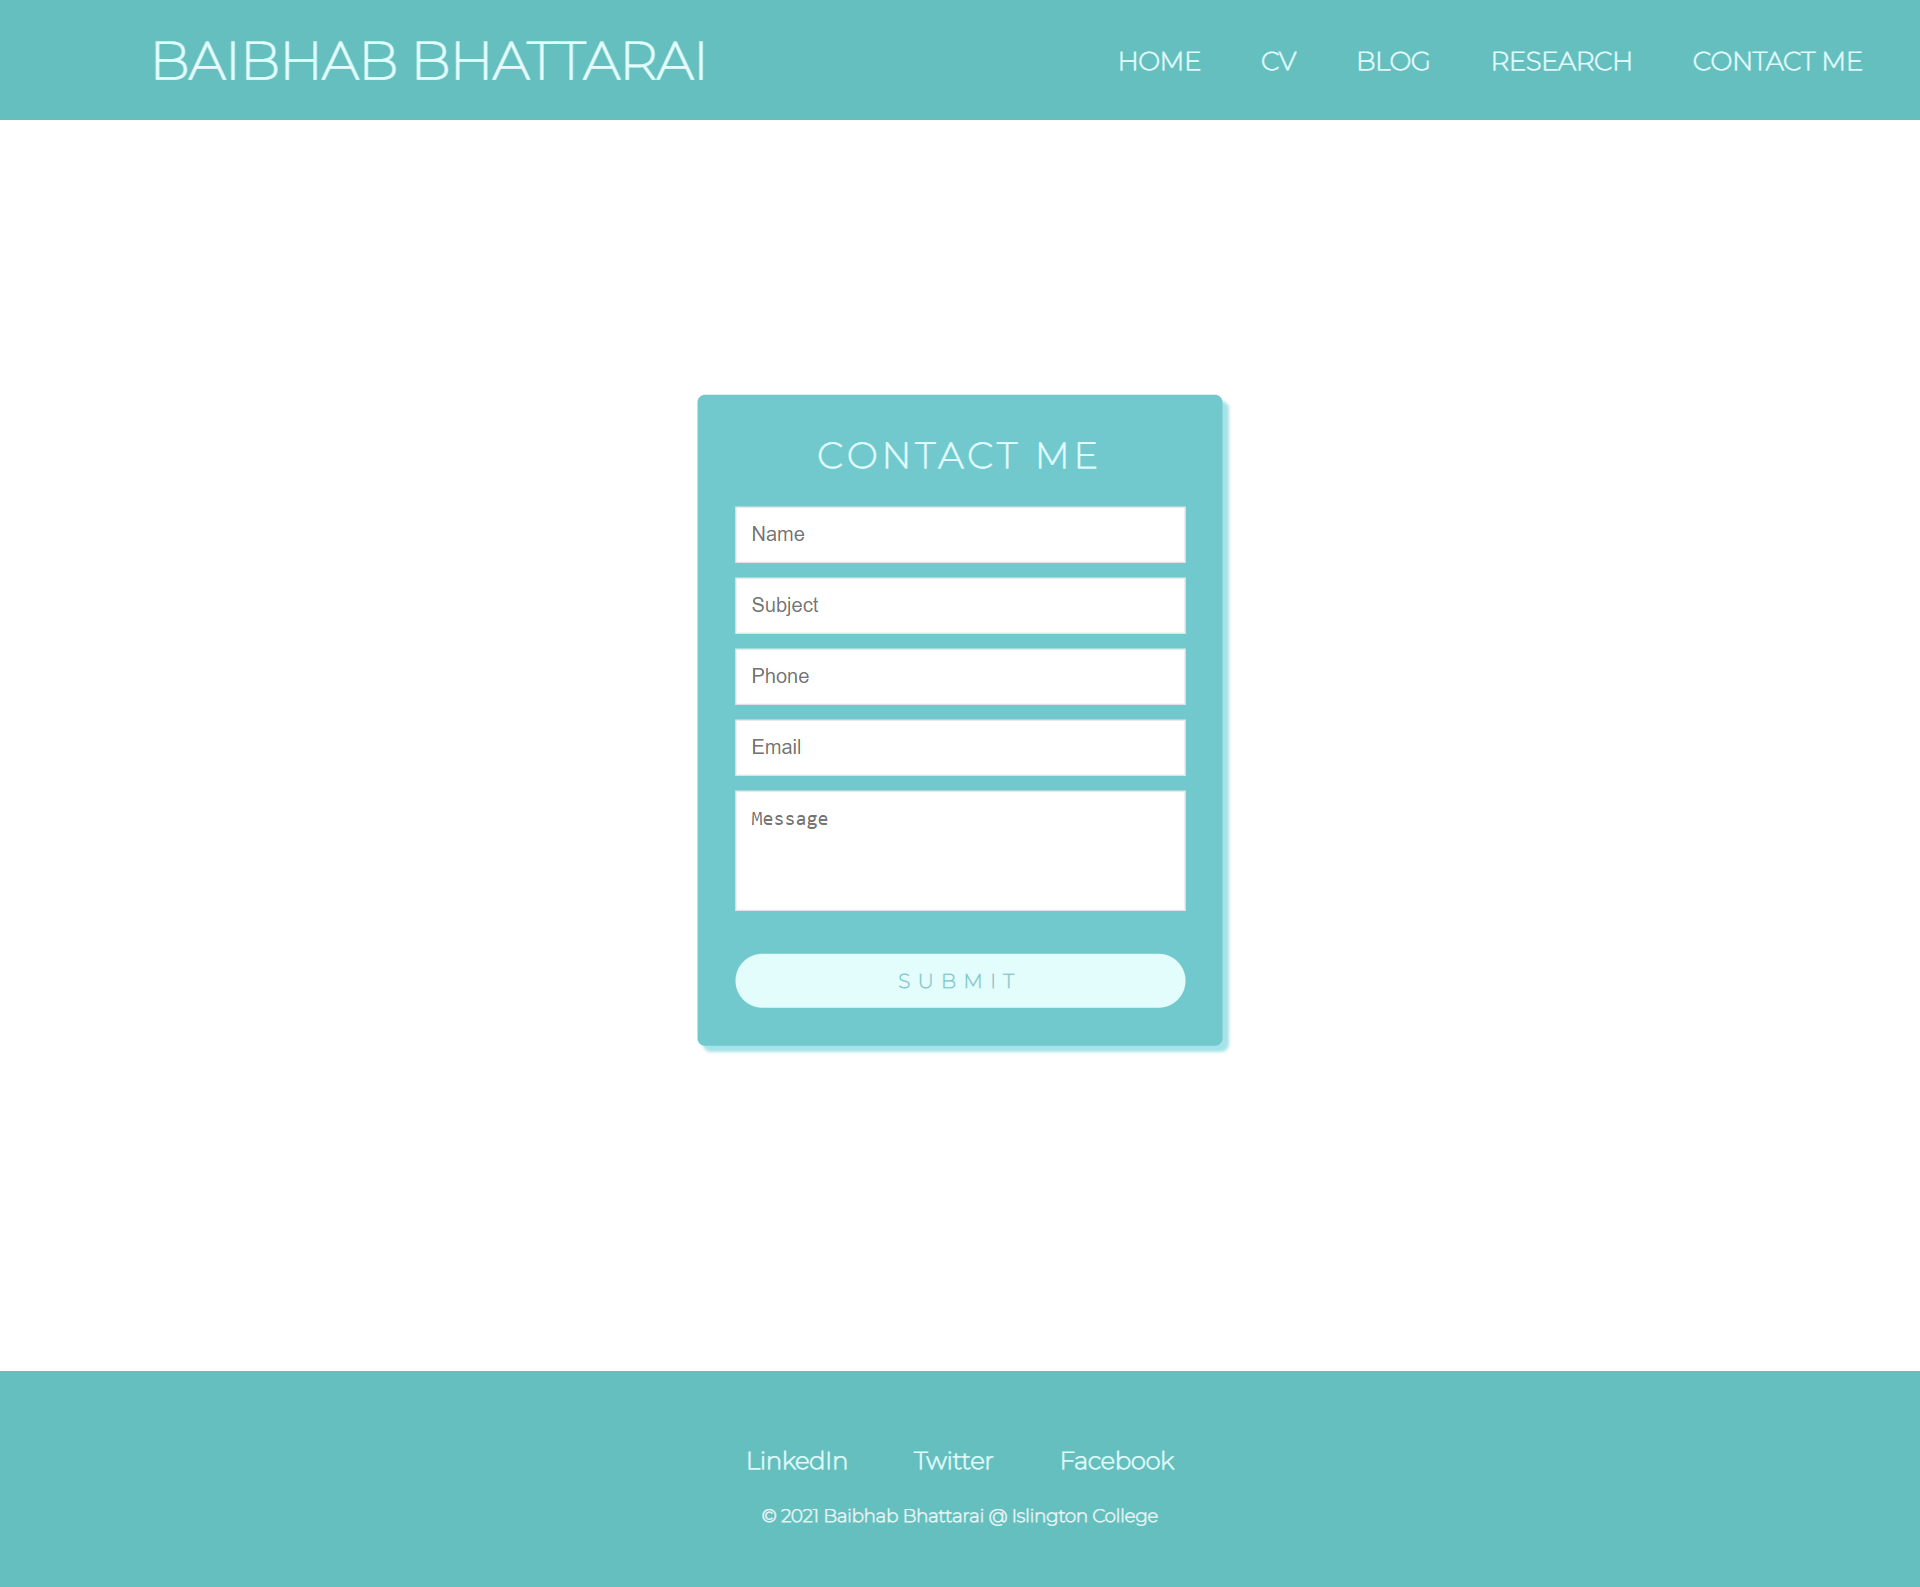 BAIBHAB BHATTARAI
HOME CV BLOG RESEARCH CONTACT ME
CONTACT ME
Name
Subject
Phone
Email
Message
SUBMIT
LinkedIn Twitter Facebook
© 2021 Baibhab Bhattarai @ Islington College